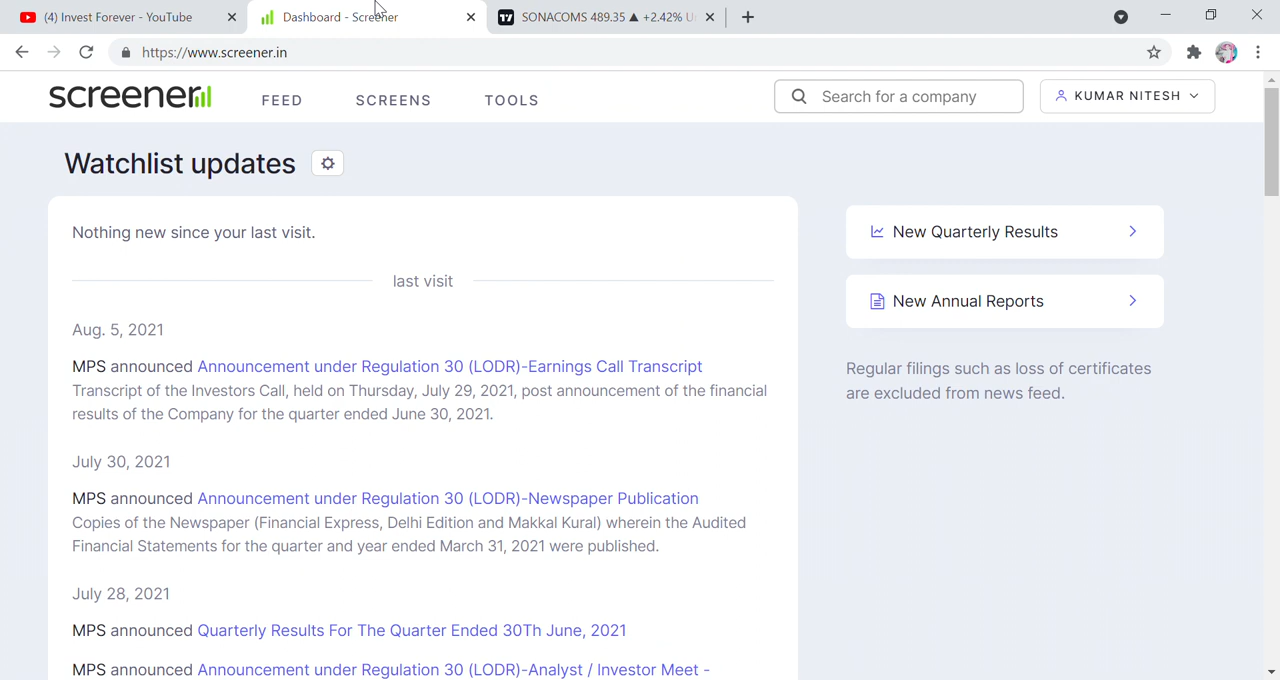 (4) Invest Forever - YouTube
Dashboard - Screener
SONACOMS 489.35 ▲ +2.42% U
https://www.screener.in
screener
FEED
SCREENS
TOOLS
Search for a company
KUMAR NITESH
Watchlist updates
Nothing new since your last visit.
last visit
Aug. 5, 2021
MPS announced Announcement under Regulation 30 (LODR)-Earnings Call Transcript
Transcript of the Investors Call, held on Thursday, July 29, 2021, post announcement of the financial
results of the Company for the quarter ended June 30, 2021.
July 30, 2021
MPS announced Announcement under Regulation 30 (LODR)-Newspaper Publication
Copies of the Newspaper (Financial Express, Delhi Edition and Makkal Kural) wherein the Audited
Financial Statements for the quarter and year ended March 31, 2021 were published.
July 28, 2021
MPS announced Quarterly Results For The Quarter Ended 30Th June, 2021
MPS announced Announcement under Regulation 30 (LODR)-Analyst / Investor Meet -
New Quarterly Results
New Annual Reports
Regular filings such as loss of certificates
are excluded from news feed.